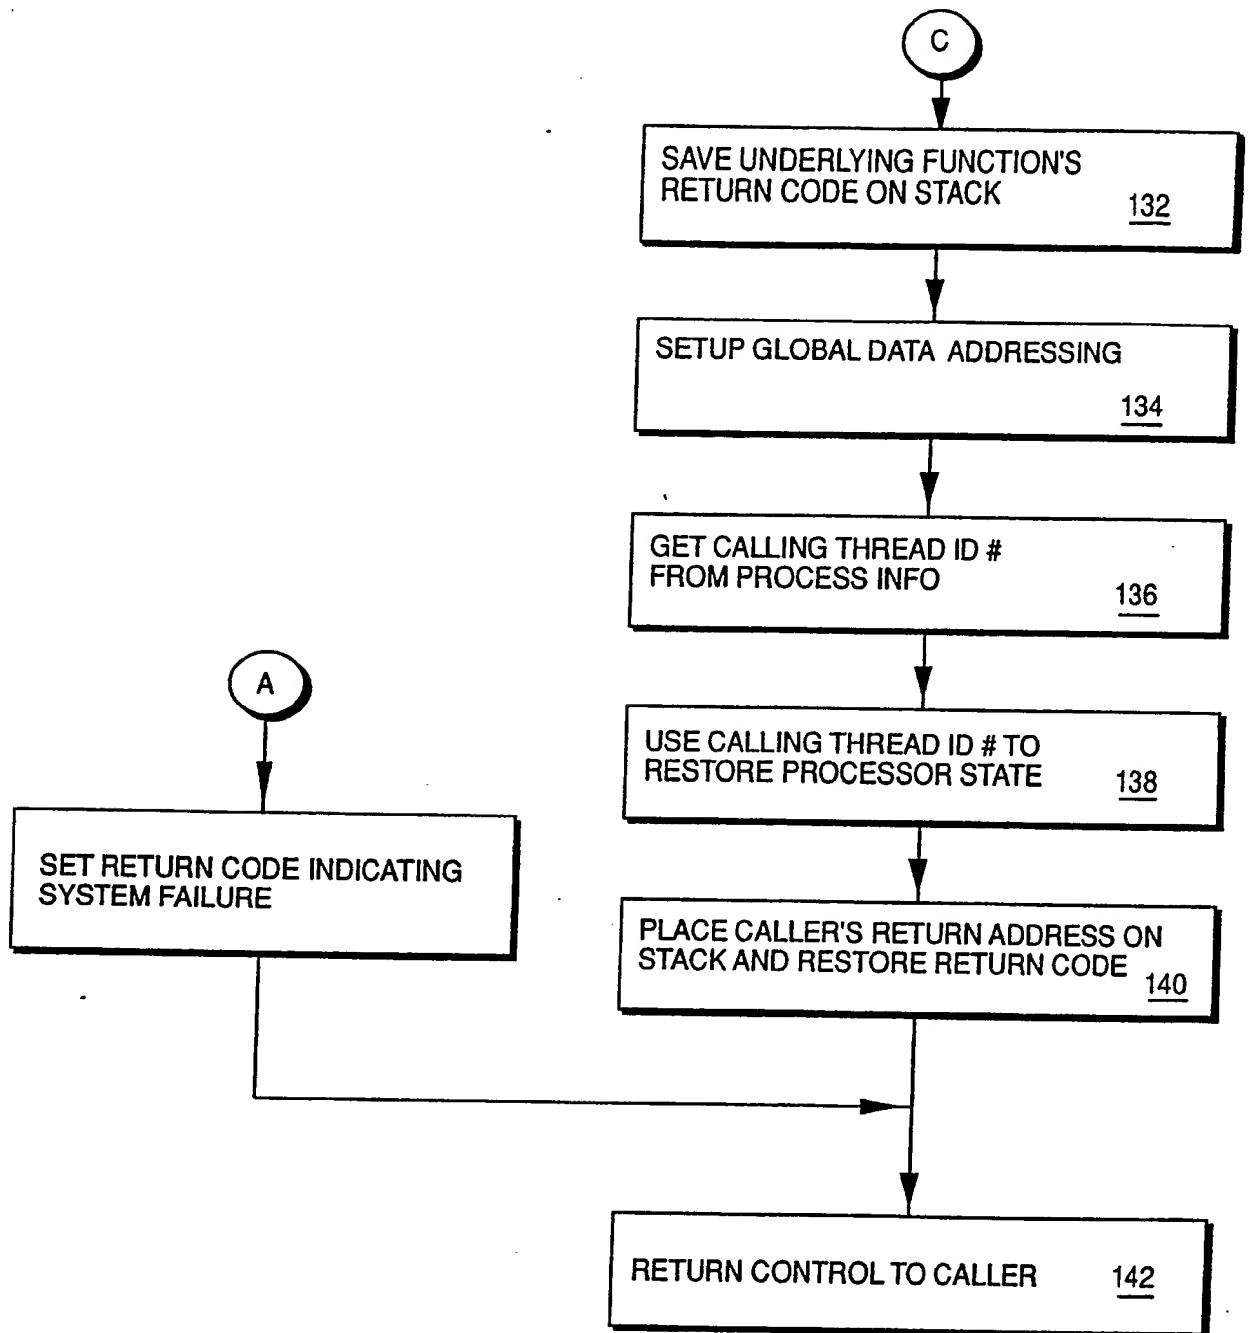 C
SAVE UNDERLYING FUNCTION'S
RETURN CODE ON STACK
132
SETUP GLOBAL DATA ADDRESSING
134
GET CALLING THREAD ID #
FROM PROCESS INFO
136
USE CALLING THREAD ID # TO
RESTORE PROCESSOR STATE
138
A
SET RETURN CODE INDICATING
SYSTEM FAILURE
PLACE CALLER'S RETURN ADDRESS ON
STACK AND RESTORE RETURN CODE
140
RETURN CONTROL TO CALLER
142